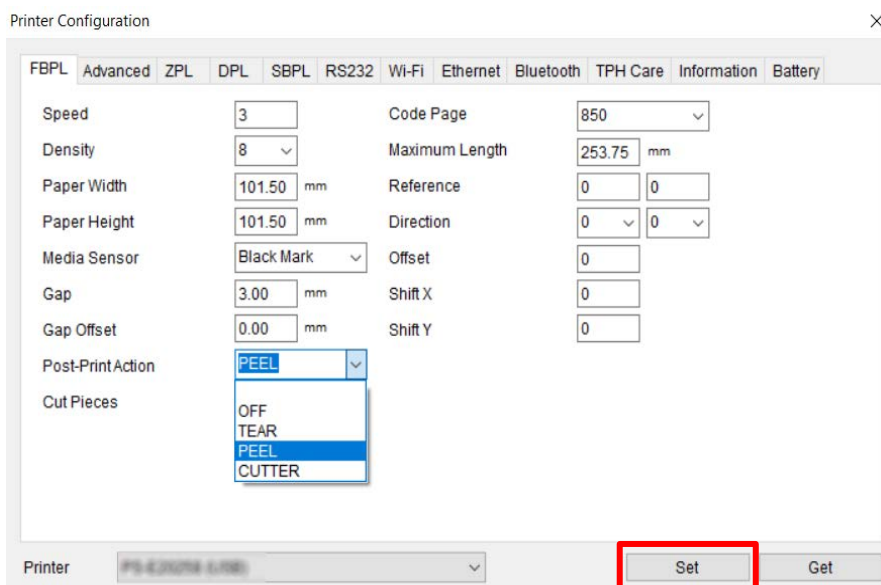 Printer Configuration
FBPL Advanced ZPL DPL SBPL RS232 Wi-Fi Ethernet Bluetooth TPH Care Information Battery
Speed 3 Code Page 850
Density 8 Maximum Length 253.75 mm
Paper Width 101.50 mm Reference 0 0
Paper Height 101.50 mm Direction 0 0
Media Sensor Black Mark Offset 0
Gap 3.00 mm Shift X 0
Gap Offset 0.00 mm Shift Y 0
Post-Print Action PEEL
Cut Pieces
OFF
TEAR
PEEL
CUTTER
Printer Set Get